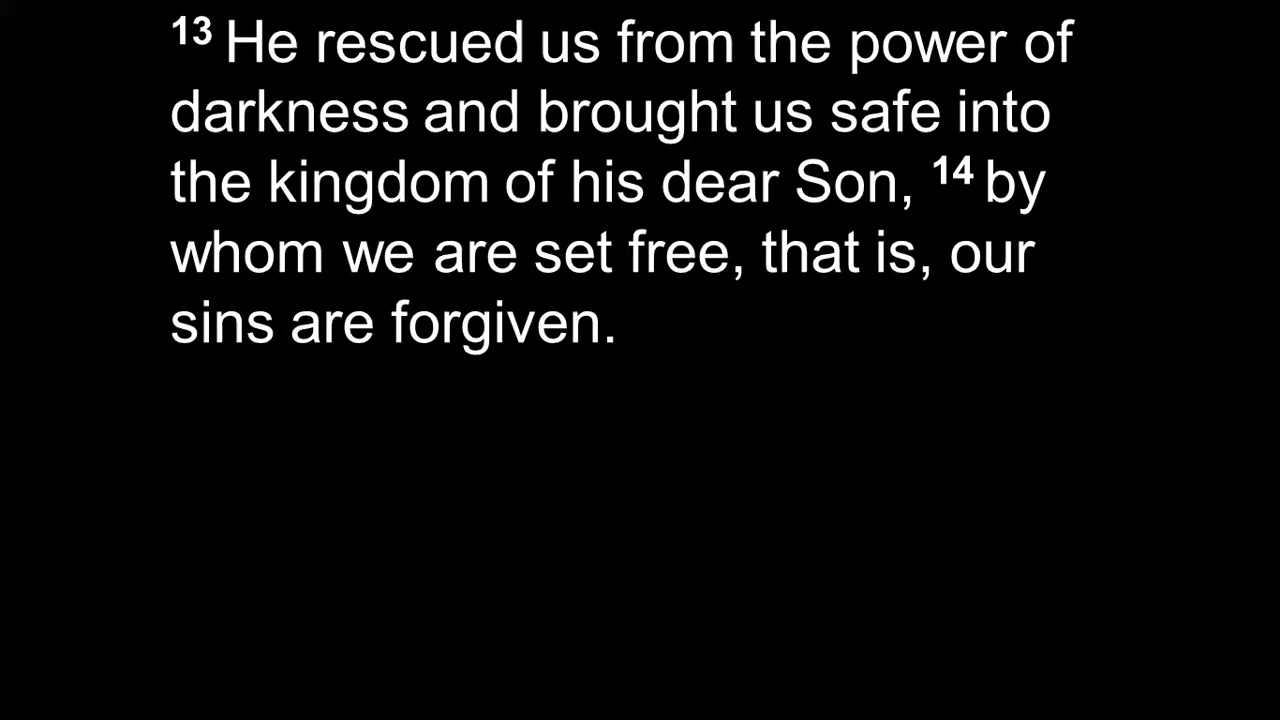 13 He rescued us from the power of
darkness and brought us safe into
the kingdom of his dear Son, 14 by
whom we are set free, that is, our
sins are forgiven.